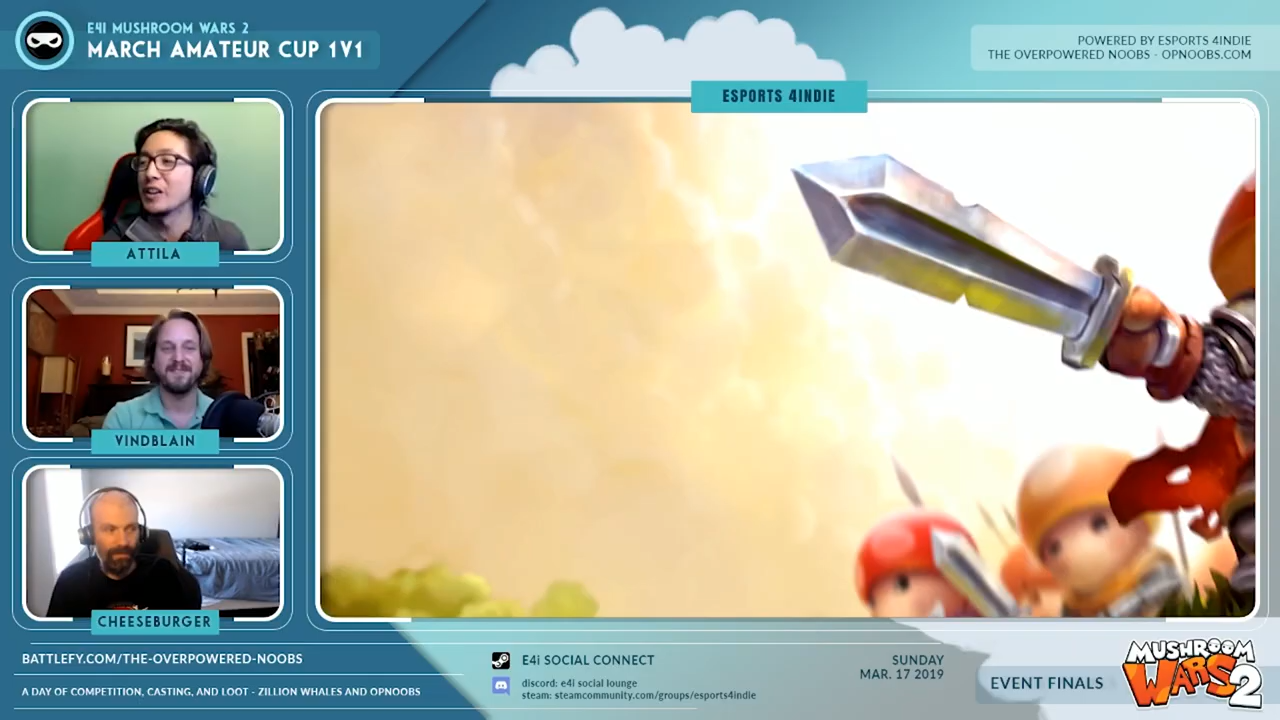 E4I MUSHROOM WARS 2
MARCH AMATEUR CUP 1V1
POWERED BY ESPORTS 4INDIE
THE OVERPOWERED NOOBS - OPNOOBS.COM
ESPORTS 4INDIE
ATTILA
VINDBLAIN
CHEESEBURGER
BATTLEFY.COM/THE-OVERPOWERED-NOOBS
A DAY OF COMPETITION, CASTING, AND LOOT - ZILLION WHALES AND OPNOOBS
E4i SOCIAL CONNECT
discord: e4i social lounge
steam: steamcommunity.com/groups/esports4indie
SUNDAY
MAR. 17 2019
EVENT FINALS
MUSHROOM
WARS 2